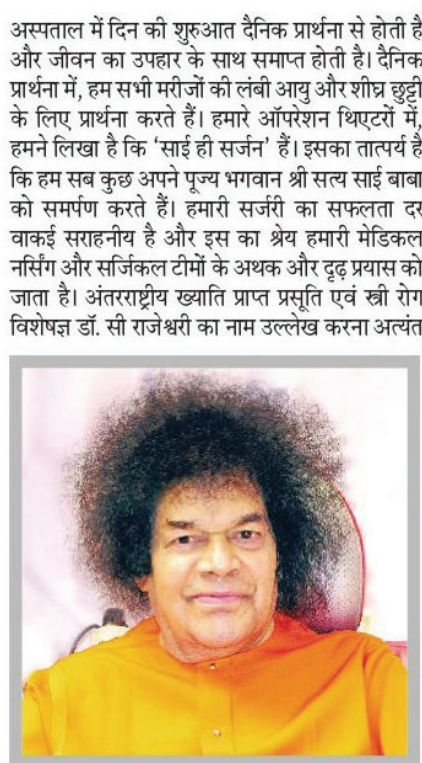 अस्पताल में दिन की शुरुआत दैनिक प्रार्थना से होती है
और जीवन का उपहार के साथ समाप्त होती है। दैनिक
प्रार्थना में, हम सभी मरीजों की लंबी आयु और शीघ्र छुट्टी
के लिए प्रार्थना करते हैं। हमारे ऑपरेशन थिएटरों में,
हमने लिखा है कि ‘साई ही सर्जन’ हैं। इसका तात्पर्य है
कि हम सब कुछ अपने पूज्य भगवान श्री सत्य साई बाबा
को समर्पण करते हैं। हमारी सर्जरी का सफलता दर
वाकई सराहनीय है और इस का श्रेय हमारी मेडिकल
नर्सिंग और सर्जिकल टीमों के अथक और दृढ़ प्रयास को
जाता है। अंतरराष्ट्रीय ख्याति प्राप्त प्रसूति एवं स्त्री रोग
विशेषज्ञ डॉ. सी राजेश्वरी का नाम उल्लेख करना अत्यंत